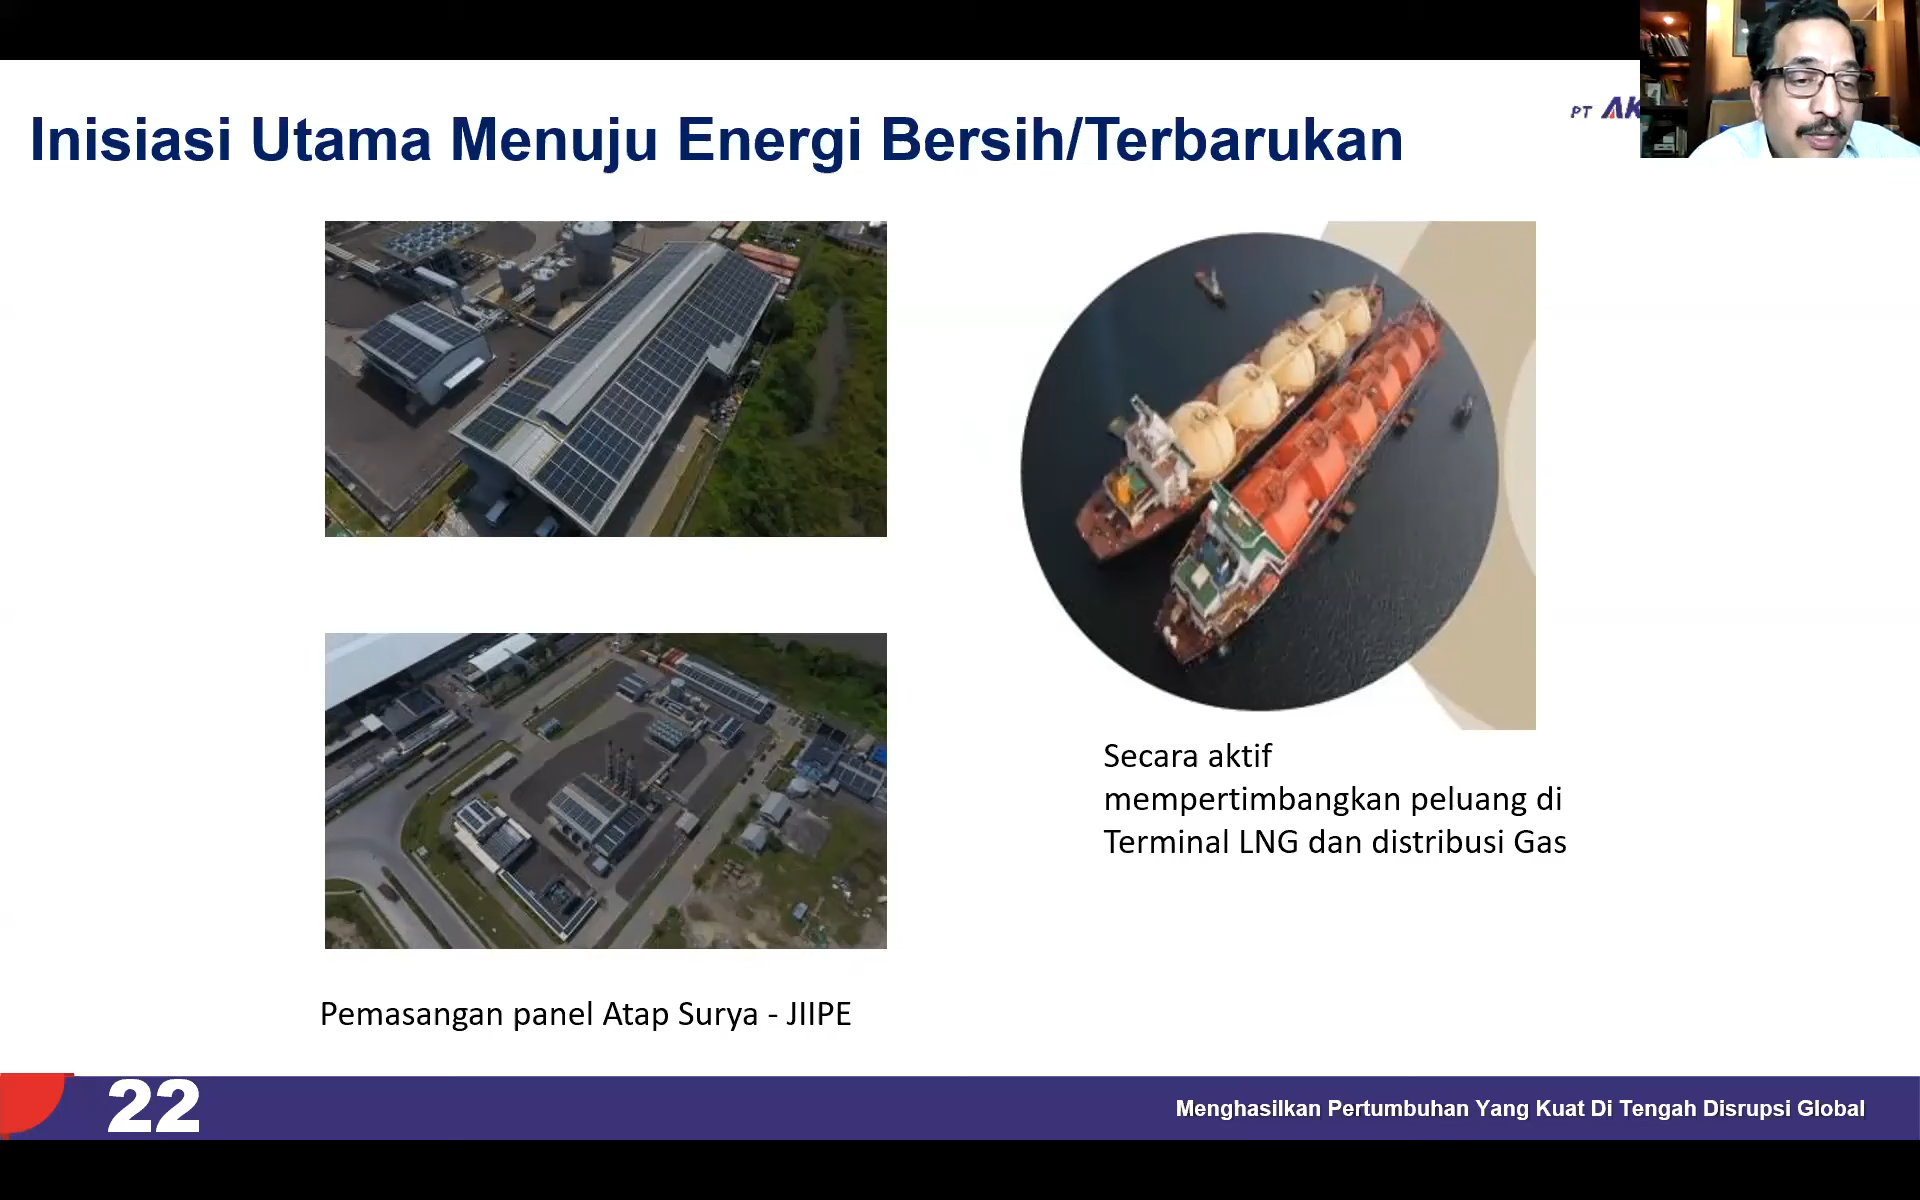 Inisiasi Utama Menuju Energi Bersih/Terbarukan
PT AK
Secara aktif
mempertimbangkan peluang di
Terminal LNG dan distribusi Gas
Pemasangan panel Atap Surya - JIIPE
22
Menghasilkan Pertumbuhan Yang Kuat Di Tengah Disrupsi Global